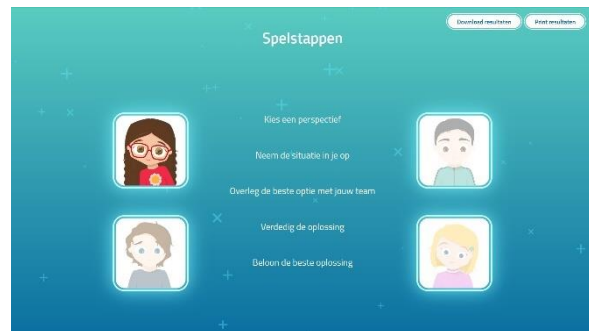 Download resultaten
Print resultaten
Spelstappen
Kies een perspectief
Neem de situatie in je op
Overleg de beste optie met jouw team
Verdedig de oplossing
Beloon de beste oplossing